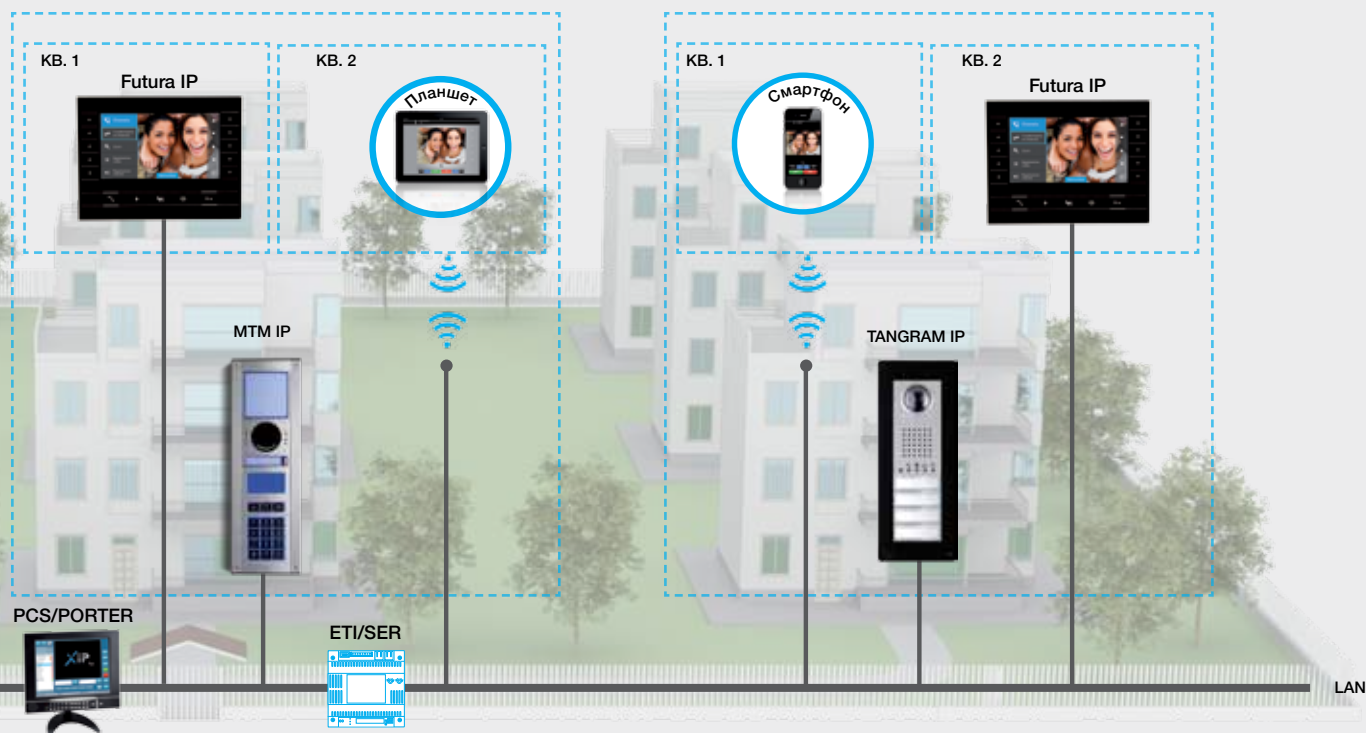 КВ. 1
Futura IP
КВ. 2
Планшет
КВ. 1
Смартфон
КВ. 2
Futura IP
MTM IP
TANGRAM IP
PCS/PORTER
XiP
ETI/SER
LAN